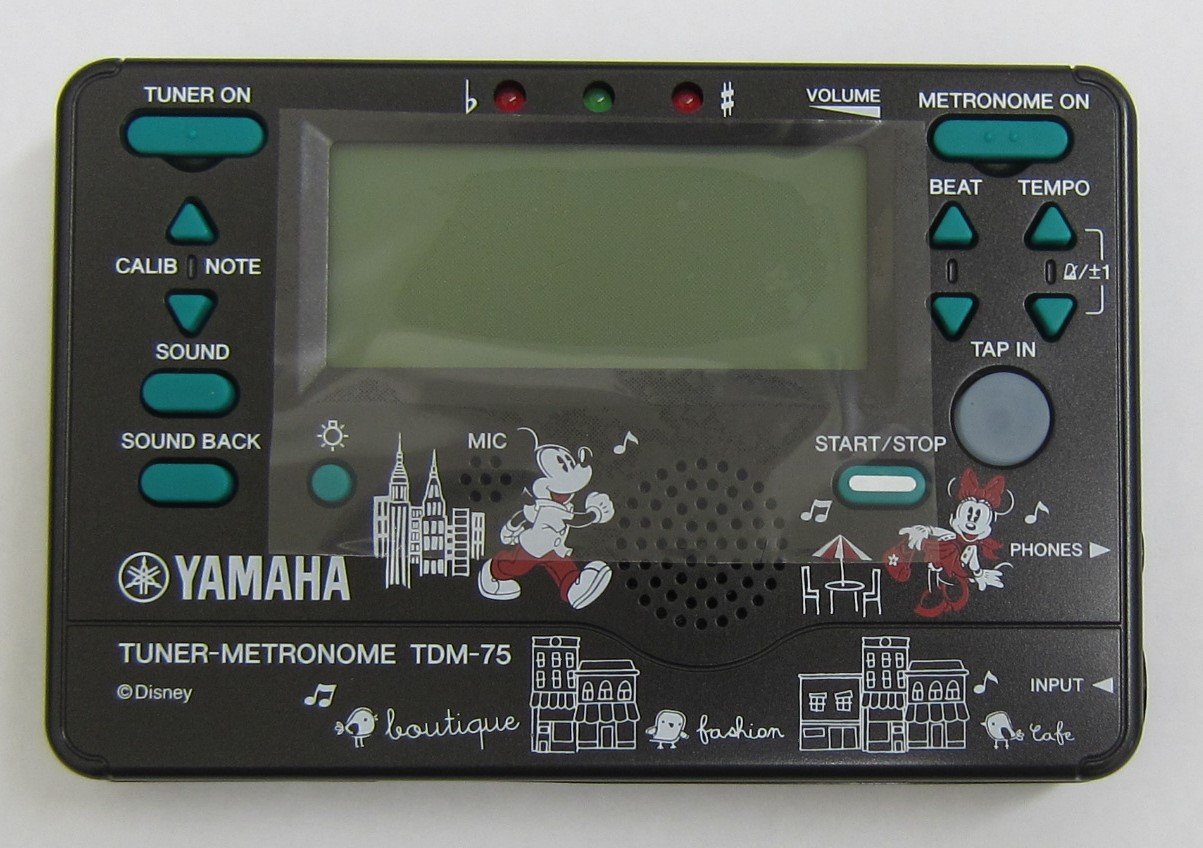 TUNER ON
♭
♯
VOLUME
METRONOME ON
BEAT
TEMPO
CALIB
NOTE
/±1
SOUND
TAP IN
SOUND BACK
MIC
START/STOP
PHONES
YAMAHA
TUNER-METRONOME TDM-75
©Disney
INPUT
boutique
fashion
Cafe